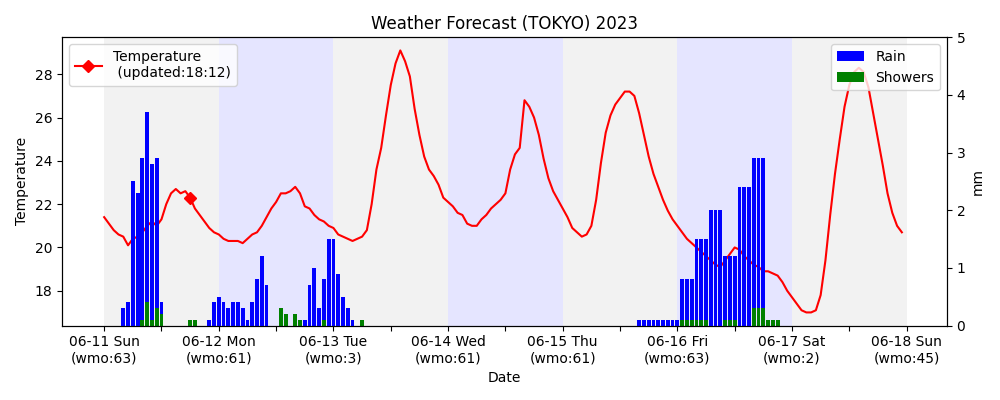 Weather Forecast (TOKYO) 2023
Temperature
(updated:18:12)
Rain
Showers
28
26
24
22
20
18
Temperature
5
4
3
2
1
0
mm
06-11 Sun
(wmo:63)
06-12 Mon
(wmo:61)
06-13 Tue
(wmo:3)
06-14 Wed
(wmo:61)
06-15 Thu
(wmo:61)
06-16 Fri
(wmo:63)
06-17 Sat
(wmo:2)
06-18 Sun
(wmo:45)
Date